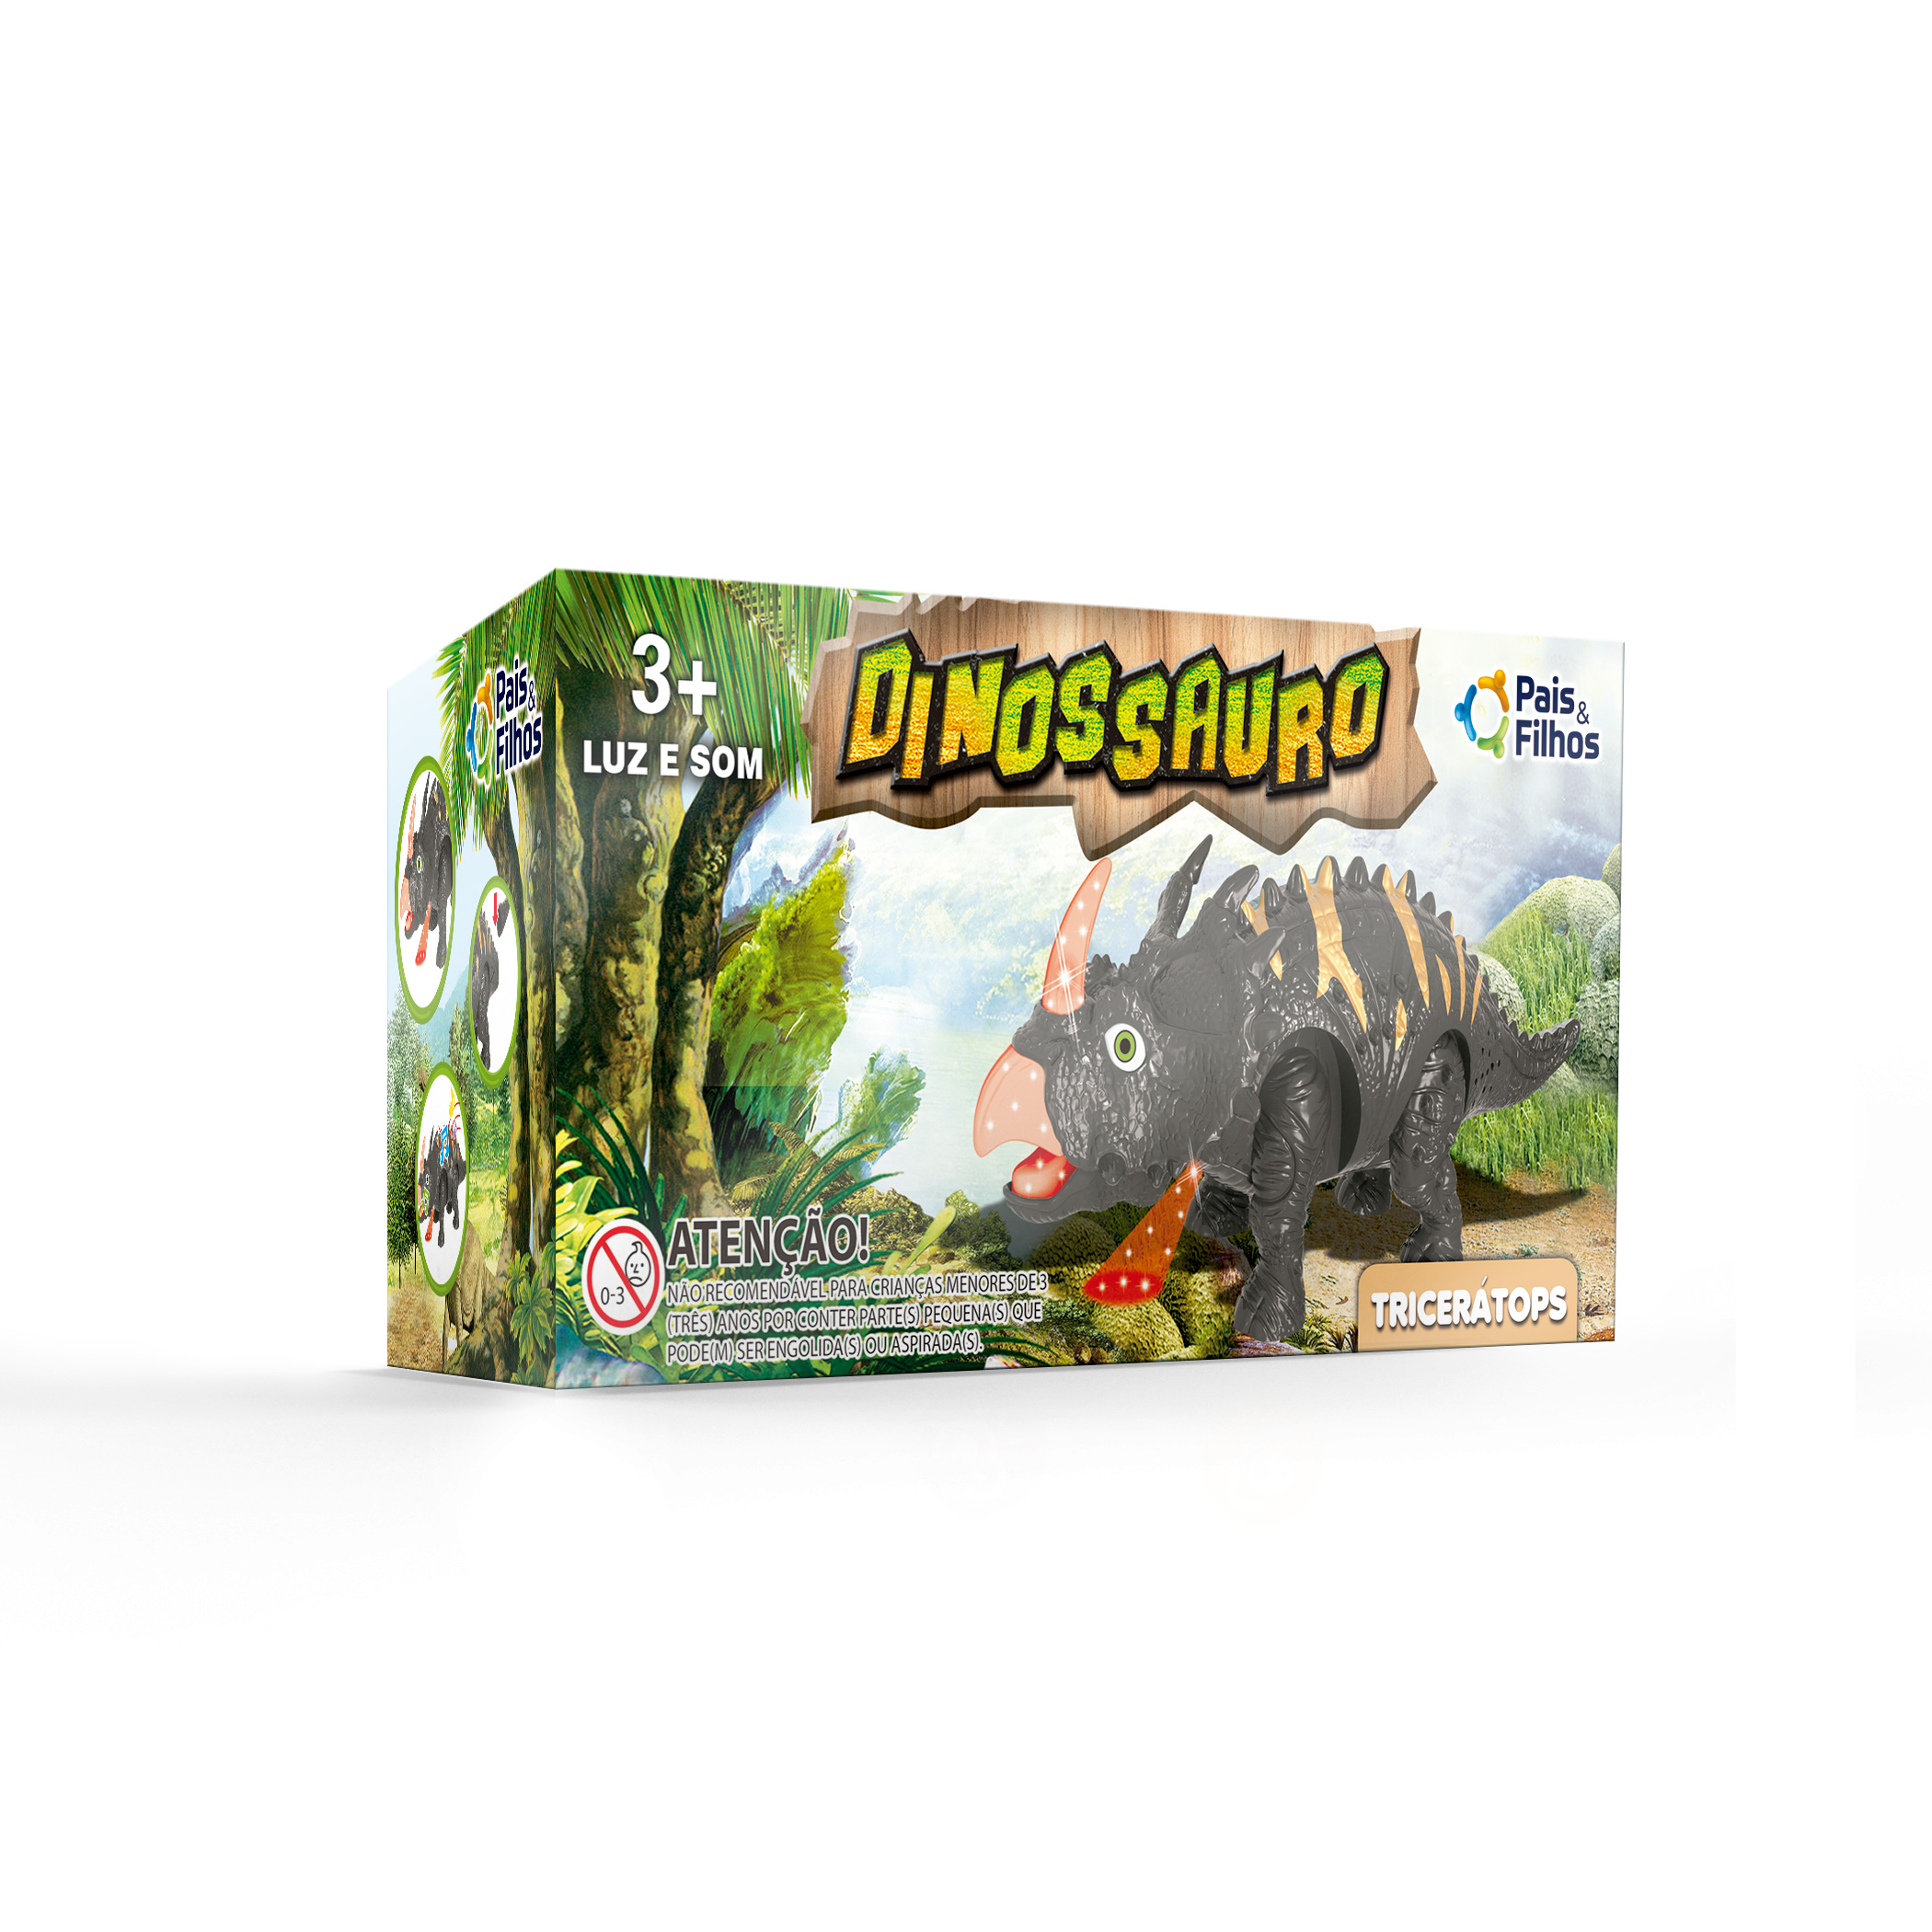 Pais &
Filhos
3+
LUZ E SOM
DINOSSAURO
Pais &
Filhos
0-3
ATENÇÃO!
NÃO RECOMENDÁVEL PARA CRIANÇAS MENORES DE 3
(TRÊS) ANOS POR CONTER PARTE(S) PEQUENA(S) QUE
PODE(M) SER ENGOLIDA(S) OU ASPIRADA(S).
TRICERÁTOPS